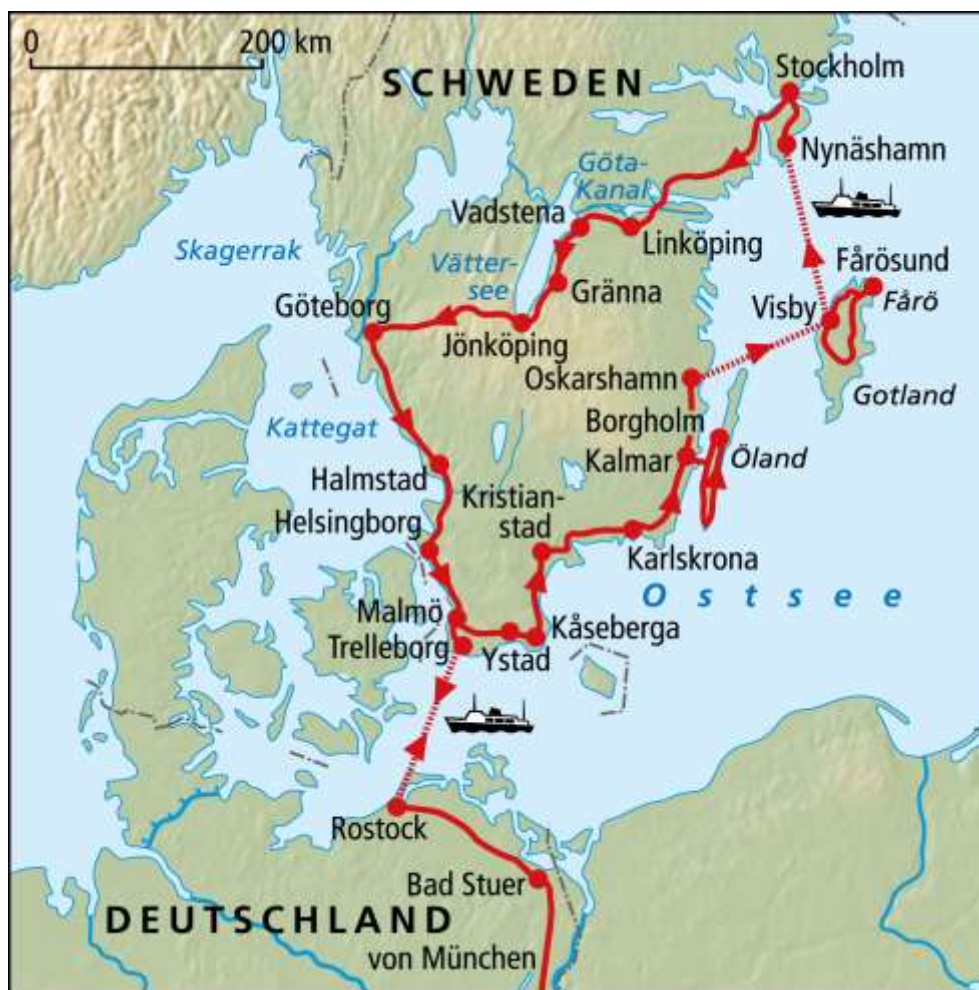 0 200 km
SCHWEDEN
Stockholm
Nynäshamn
Göta-
Kanal
Vadstena
Linköping
Skagerrak
Vätter-
see
Gränna
Fårösund
Fårö
Visby
Göteborg
Jönköping
Oskarshamn
Gotland
Kattegat
Borgholm
Kalmar
Öland
Halmstad
Kristian-
stad
Helsingborg
Karlskrona
Ostsee
Malmö
Kåseberga
Trelleborg
Ystad
Rostock
Bad Stuer
DEUTSCHLAND
von München